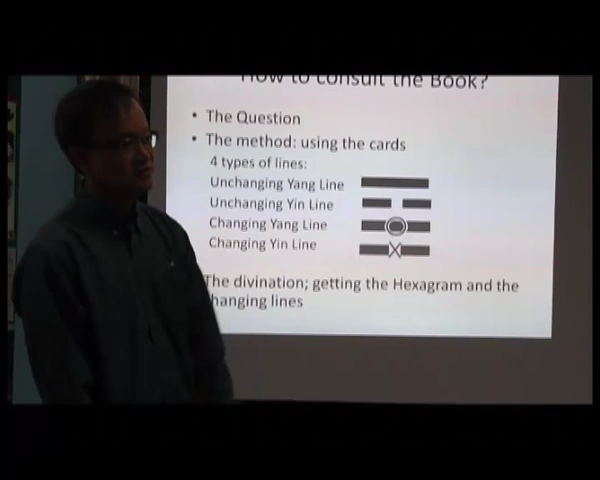 How to consult the Book?
• The Question
• The method: using the cards
4 types of lines:
Unchanging Yang Line
Unchanging Yin Line
Changing Yang Line
Changing Yin Line
The divination; getting the Hexagram and the
changing lines